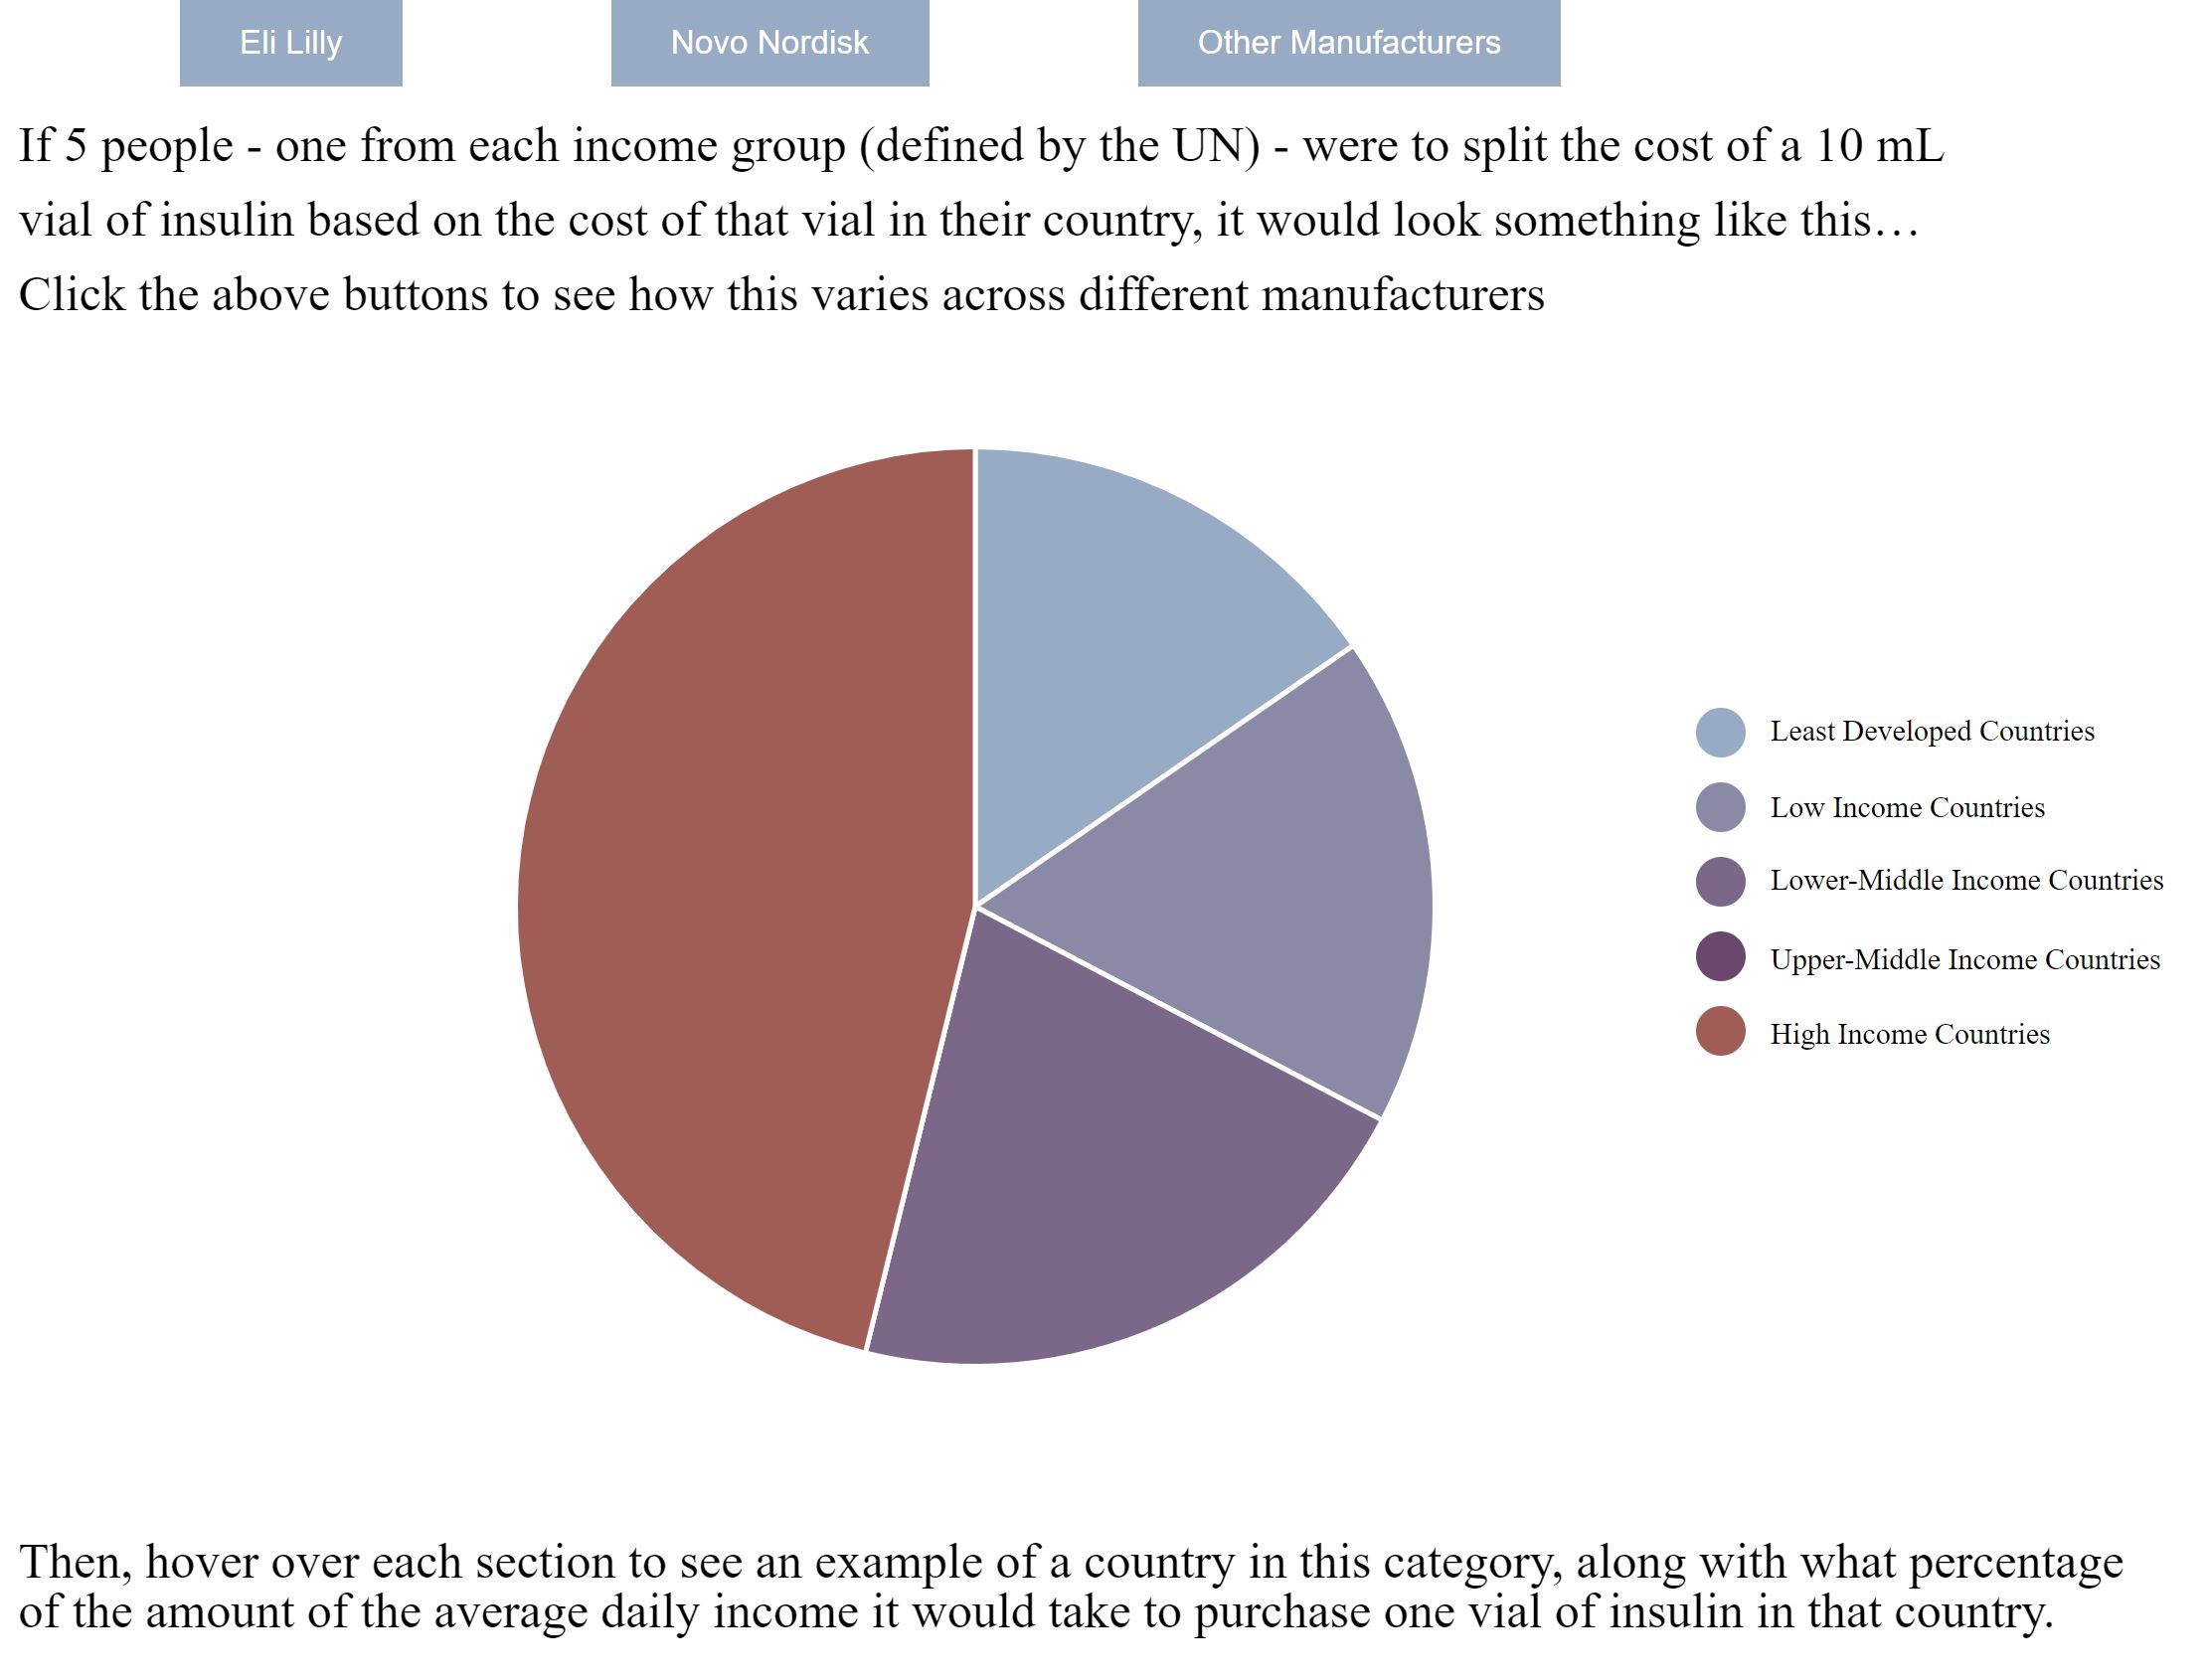 Eli Lilly
Novo Nordisk
Other Manufacturers
If 5 people - one from each income group (defined by the UN) - were to split the cost of a 10 mL
vial of insulin based on the cost of that vial in their country, it would look something like this…
Click the above buttons to see how this varies across different manufacturers
Least Developed Countries
Low Income Countries
Lower-Middle Income Countries
Upper-Middle Income Countries
High Income Countries
Then, hover over each section to see an example of a country in this category, along with what percentage
of the amount of the average daily income it would take to purchase one vial of insulin in that country.